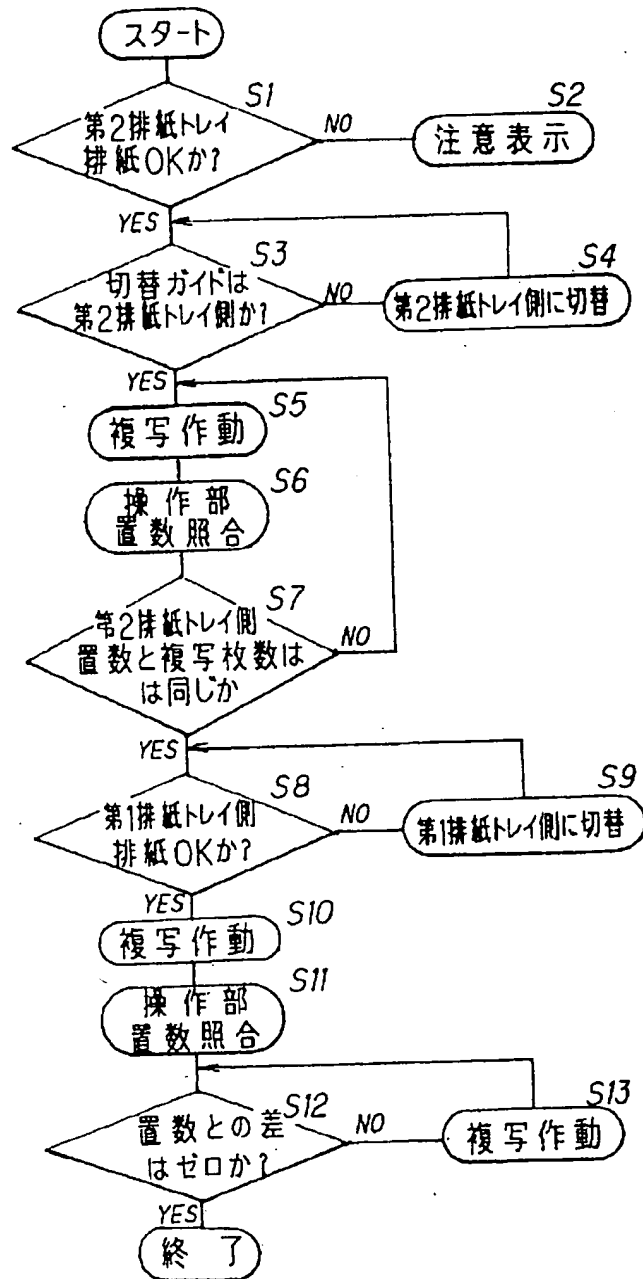 スタート
S1
第2排紙トレイ
排紙OKか?
NO
S2
注意表示
YES
S3
切替ガイドは
第2排紙トレイ側か?
NO
S4
第2排紙トレイ側に切替
YES
S5
複写作動
S6
操作部
置数照合
S7
第2排紙トレイ側
置数と複写枚数は
は同じか
NO
YES
S8
第1排紙トレイ側
排紙OKか?
NO
S9
第1排紙トレイ側に切替
YES
S10
複写作動
S11
操作部
置数照合
S12
置数との差
はゼロか?
NO
S13
複写作動
YES
終了